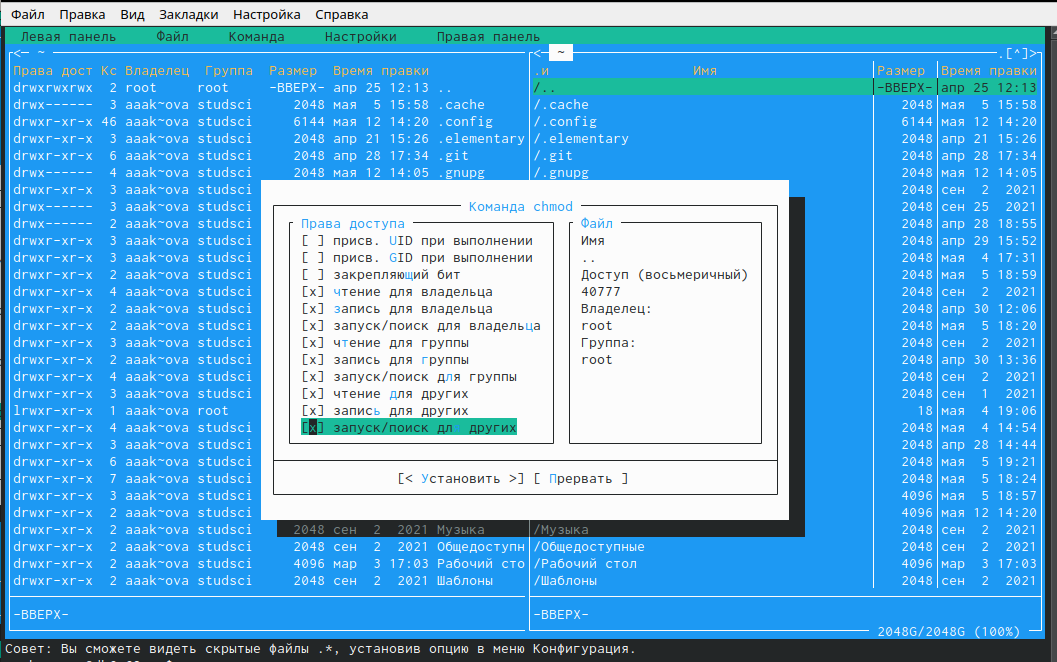 Файл Правка Вид Закладки Настройка Справка
Левая панель Файл Команда Настройки Правая панель
<− ~ <− ~ .[^]>
Права дост Кс Владелец Группа Размер Время правки .и Имя Размер Время правки
drwxrwxrwx 2 root root -ВВЕРХ- апр 25 12:13 .. /.. -ВВЕРХ- апр 25 12:13
drwx------ 3 aaak~ova studsci 2048 мая 5 15:58 .cache /.cache 2048 мая 5 15:58
drwxr-xr-x 46 aaak~ova studsci 6144 мая 12 14:20 .config /.config 6144 мая 12 14:20
drwxr-xr-x 3 aaak~ova studsci 2048 апр 21 15:26 .elementary /.elementary 2048 апр 21 15:26
drwxr-xr-x 6 aaak~ova studsci 2048 апр 28 17:34 .git /.git 2048 апр 28 17:34
drwx------ 4 aaak~ova studsci 2048 мая 12 14:05 .gnupg /.gnupg 2048 мая 12 14:05
drwxr-xr-x 3 aaak~ova studsci 2048 сен 2 2021
drwx------ 3 aaak~ova studsci Команда chmod 2048 сен 25 2021
drwx------ 2 aaak~ova studsci Права доступа Файл 2048 апр 28 18:55
drwxr-xr-x 3 aaak~ova studsci [ ] присв. UID при выполнении Имя 2048 апр 29 15:52
drwxr-xr-x 3 aaak~ova studsci [ ] присв. GID при выполнении .. 2048 мая 4 17:31
drwxr-xr-x 2 aaak~ova studsci [ ] закрепляющий бит Доступ (восьмеричный) 2048 мая 5 18:59
drwxr-xr-x 4 aaak~ova studsci [x] чтение для владельца 40777 2048 сен 2 2021
drwxr-xr-x 2 aaak~ova studsci [x] запись для владельца Владелец: 2048 апр 30 12:06
drwxr-xr-x 2 aaak~ova studsci [x] запуск/поиск для владельца root 2048 мая 5 18:20
drwxr-xr-x 3 aaak~ova studsci [x] чтение для группы Группа: 2048 сен 2 2021
drwxr-xr-x 2 aaak~ova studsci [x] запись для группы root 2048 апр 30 13:36
drwxr-xr-x 4 aaak~ova studsci [x] запуск/поиск для группы 2048 сен 2 2021
drwxr-xr-x 3 aaak~ova studsci [x] чтение для других 2048 сен 1 2021
lrwxr-xr-x 1 aaak~ova root [x] запись для других 18 мая 4 19:06
drwxr-xr-x 4 aaak~ova studsci [x] запуск/поиск для других 2048 мая 4 14:54
drwxr-xr-x 3 aaak~ova studsci 2048 апр 28 14:44
drwxr-xr-x 6 aaak~ova studsci 2048 мая 5 19:21
drwxr-xr-x 7 aaak~ova studsci [< Установить >] [ Прервать ] 2048 мая 5 18:24
drwxr-xr-x 3 aaak~ova studsci 4096 мая 5 18:57
drwxr-xr-x 2 aaak~ova studsci 4096 мая 12 14:20
drwxr-xr-x 2 aaak~ova studsci 2048 сен 2 2021 Музыка /Музыка 2048 сен 2 2021
drwxr-xr-x 2 aaak~ova studsci 2048 сен 2 2021 Общедоступн /Общедоступные 2048 сен 2 2021
drwxr-xr-x 3 aaak~ova studsci 4096 мар 3 17:03 Рабочий сто /Рабочий стол 4096 мар 3 17:03
drwxr-xr-x 2 aaak~ova studsci 2048 сен 2 2021 Шаблоны /Шаблоны 2048 сен 2 2021
-ВВЕРХ- -ВВЕРХ-
2048G/2048G (100%)
Совет: Вы сможете видеть скрытые файлы .*, установив опцию в меню Конфигурация.